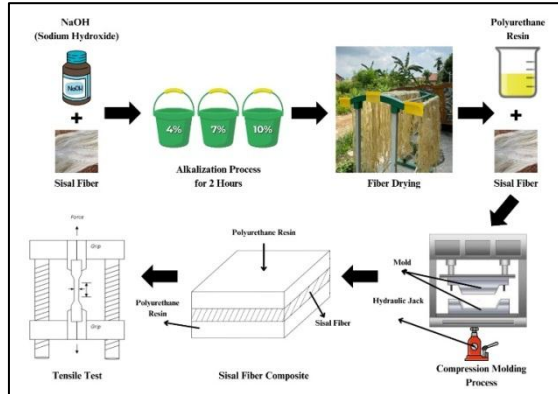 NaOH
(Sodium Hydroxide)
NaOH
+
Sisal Fiber
4%
7%
10%
Alkalization Process
for 2 Hours
Fiber Drying
Polyurethane
Resin
+
Sisal Fiber
Force
Grip
Grip
Tensile Test
Polyurethane Resin
Polyurethane
Resin
Sisal Fiber
Sisal Fiber Composite
Mold
Hydraulic Jack
Compression Molding
Process